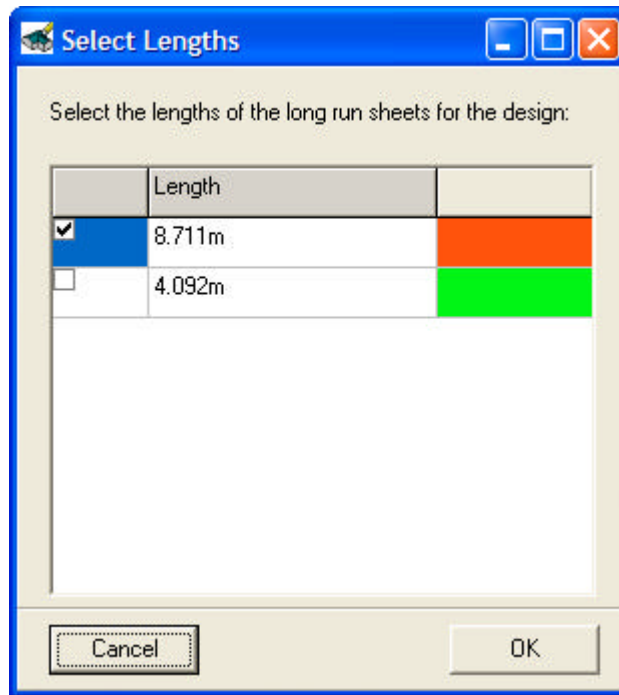 Select Lengths
Select the lengths of the long run sheets for the design:
Length
8.711m
4.092m
Cancel
OK